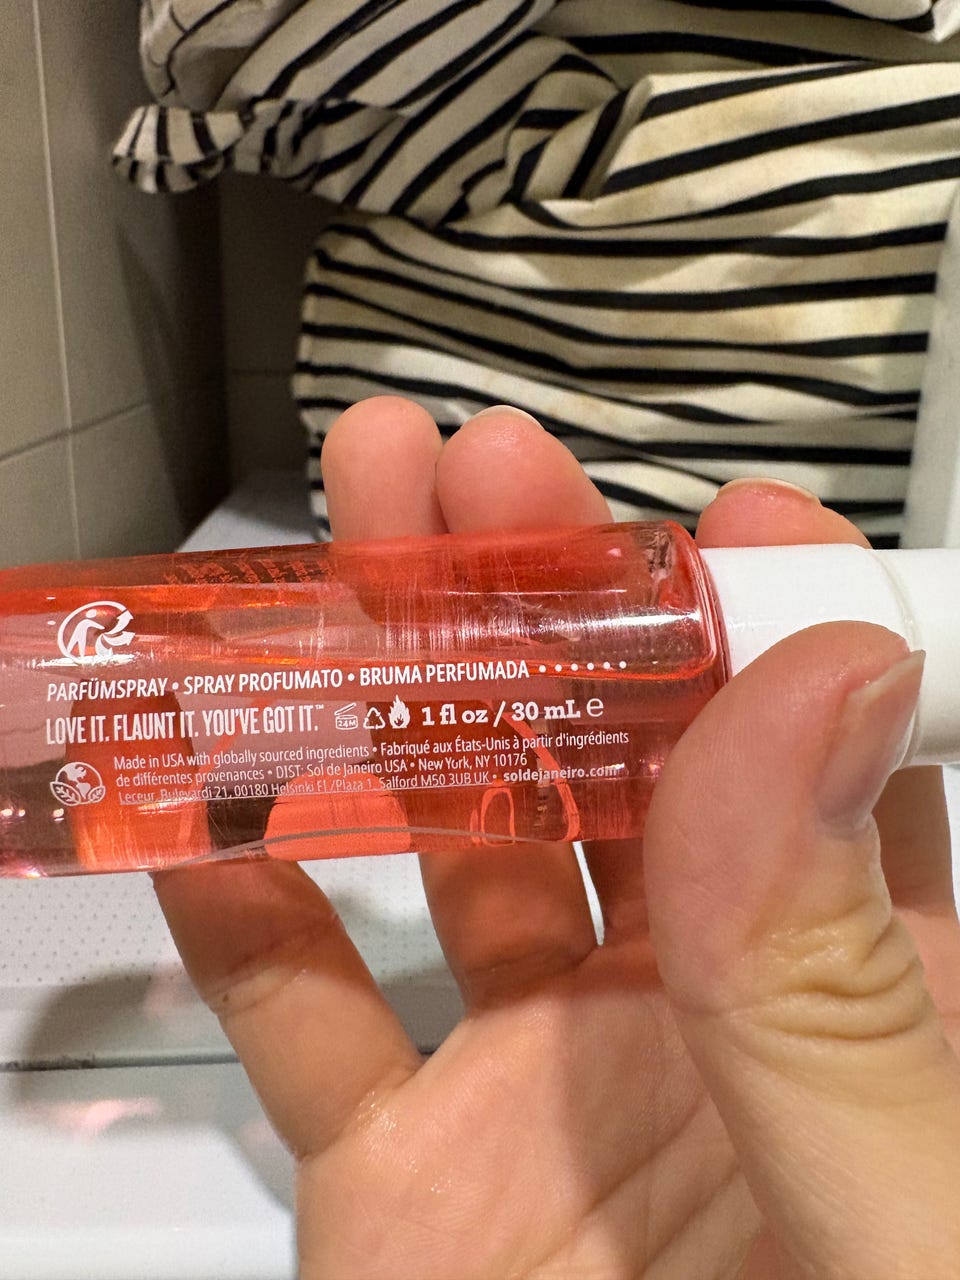 PARFÜMSPRAY • SPRAY PROFUMATO • BRUMA PERFUMADA • • • • • •
LOVE IT. FLAUNT IT. YOU'VE GOT IT.™ 24M 1 fl oz / 30 mL e
Made in USA with globally sourced ingredients • Fabriqué aux États-Unis à partir d'ingrédients
de différentes provenances • DIST: Sol de Janeiro USA • New York, NY 10176
Leceur, Bulevardi 21, 00180 Helsinki FI /Plaza 1, Salford M50 3UB UK • soldejaneiro.com